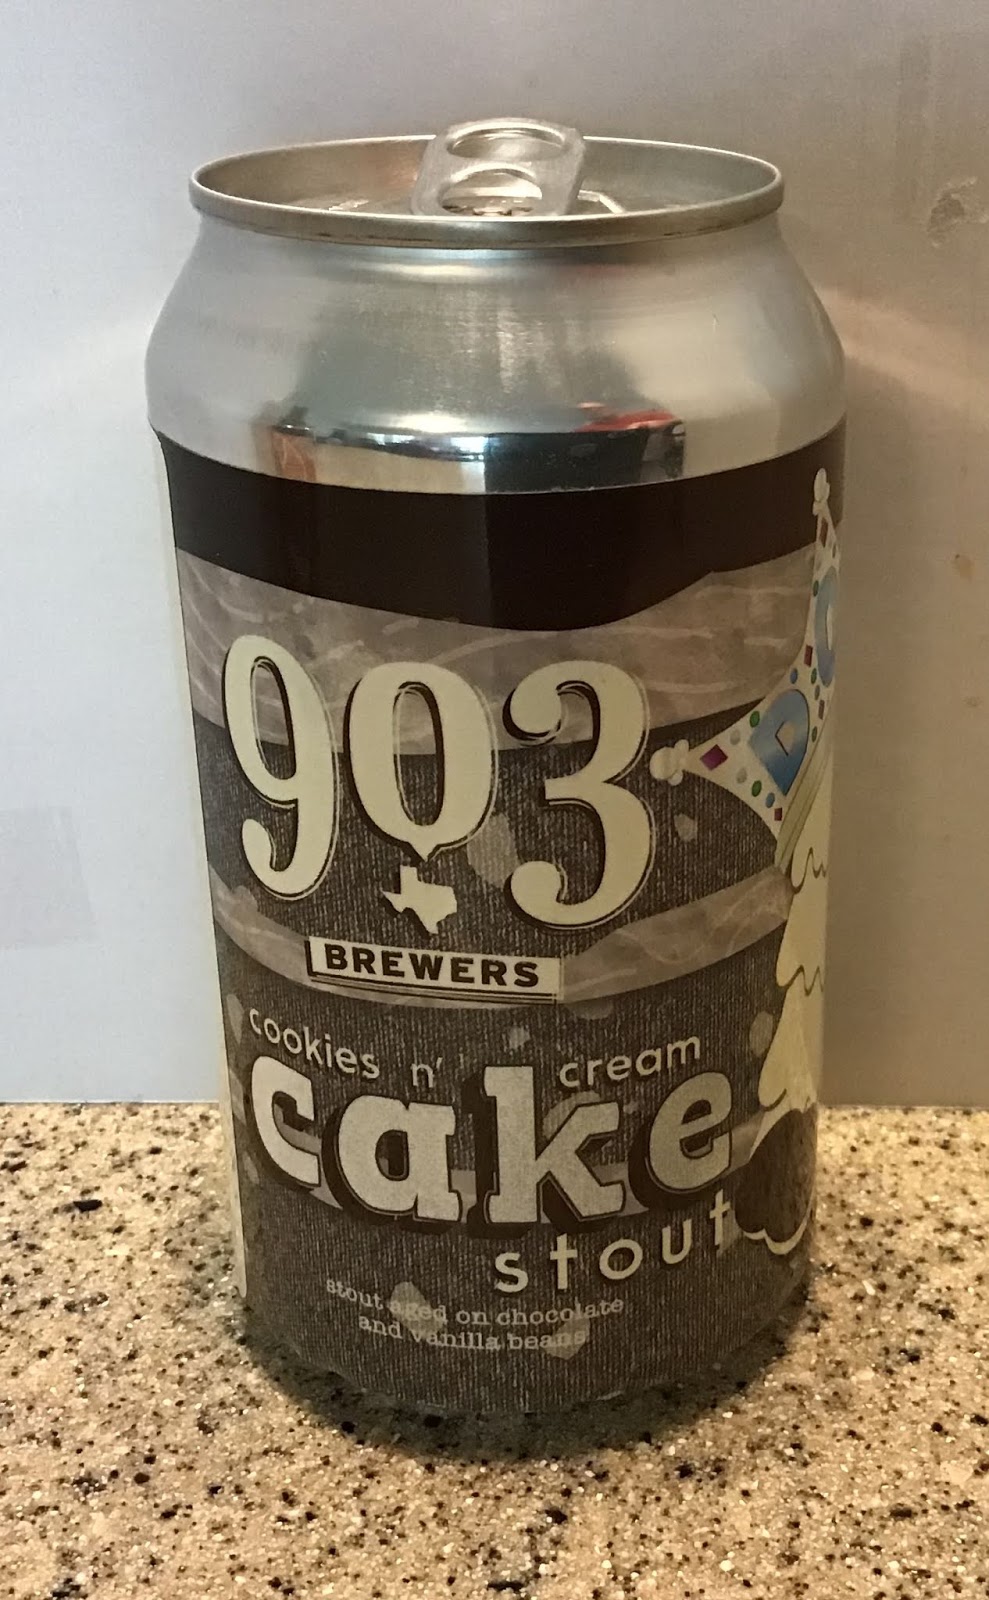 903
BREWERS
cookies n' cream
cake
stout
stout aged on chocolate
and vanilla beans